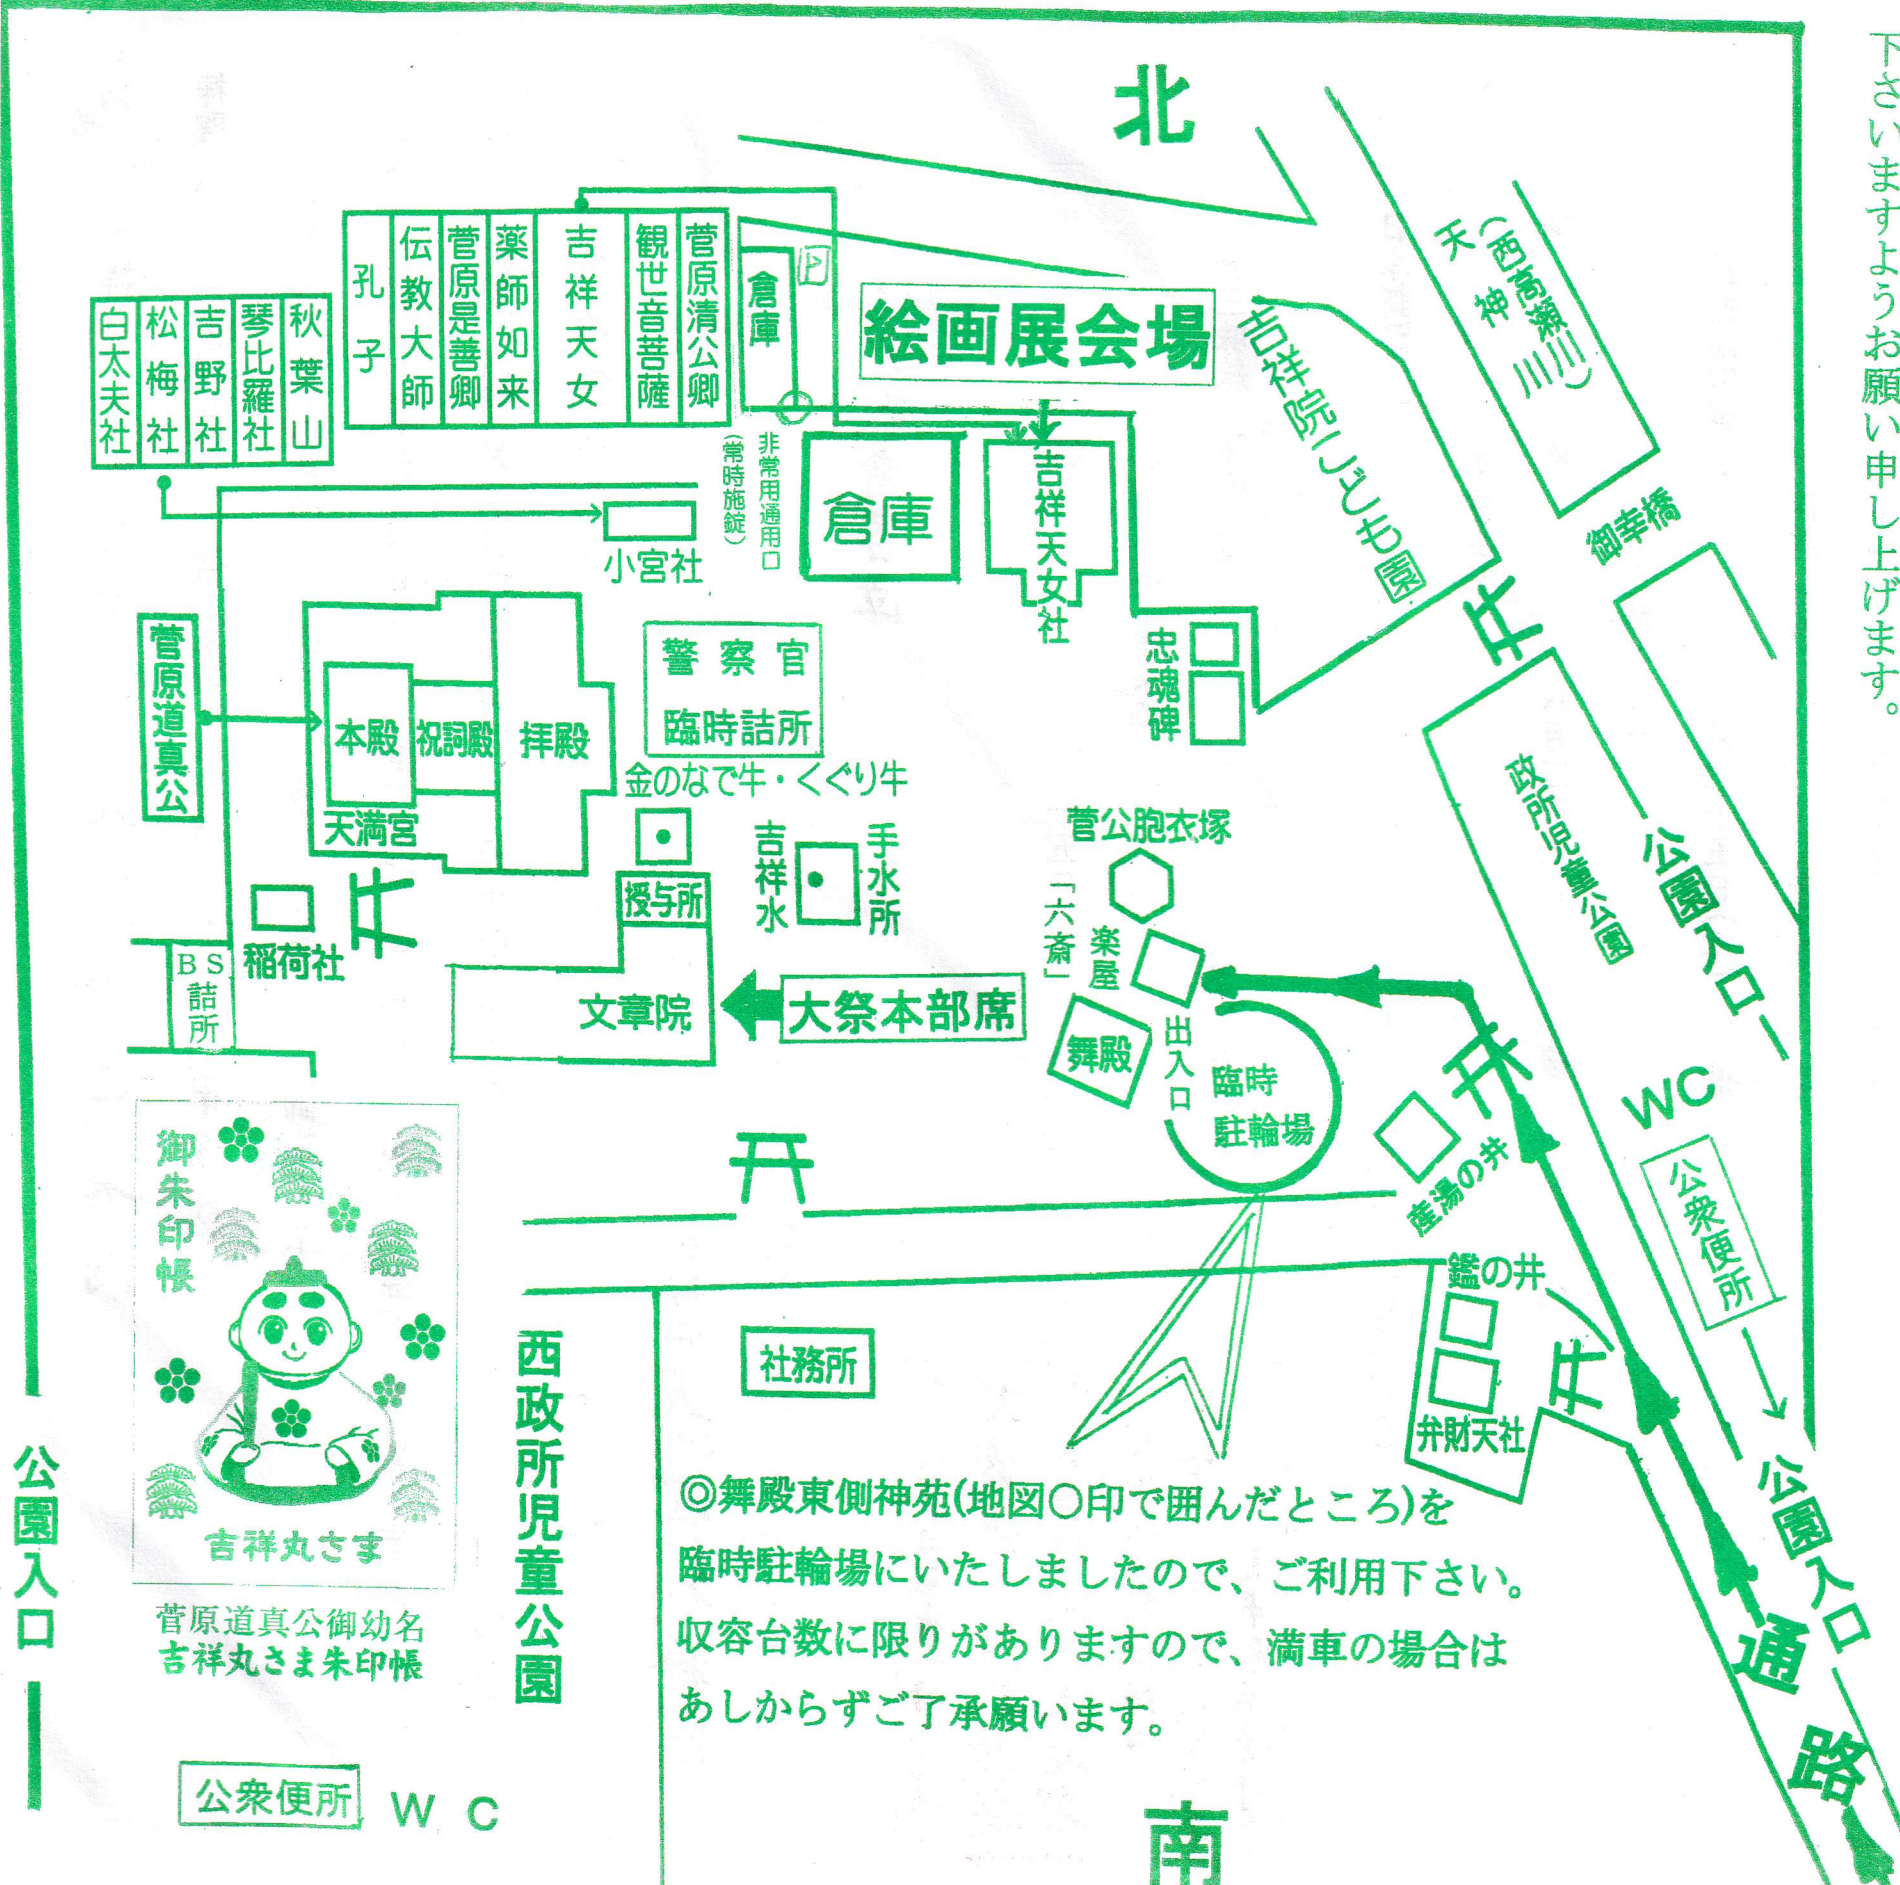 下さいますようお願い申し上げます。
北
天神川
(西高瀬川)
御幸橋
吉祥院こども園
絵画展会場
倉庫
P
菅原清公卿
観世音菩薩
吉祥天女
薬師如来
菅原是善卿
伝教大師
孔子
秋葉山
琴比羅社
吉野社
松梅社
白太夫社
非常用通用口
(常時施錠)
倉庫
吉祥天女社
小宮社
忠魂碑
菅原道真公
本殿
祝詞殿
拝殿
天満宮
警察官
臨時詰所
金のなで牛・くぐり牛
授与所
吉祥水
手水所
菅公胞衣塚
「六斎」
楽屋
舞殿
出入口
臨時
駐輪場
政所児童公園
公園入口
稲荷社
BS
詰所
文章院
大祭本部席
産湯の井
WC
公衆便所
鑑の井
弁財天社
公園入口
通路
御朱印帳
吉祥丸さま
菅原道真公御幼名
吉祥丸さま朱印帳
公園入口
西政所児童公園
社務所
◎舞殿東側神苑(地図〇印で囲んだところ)を
臨時駐輪場にいたしましたので、ご利用下さい。
収容台数に限りがありますので、満車の場合は
あしからずご了承願います。
公衆便所
WC
南